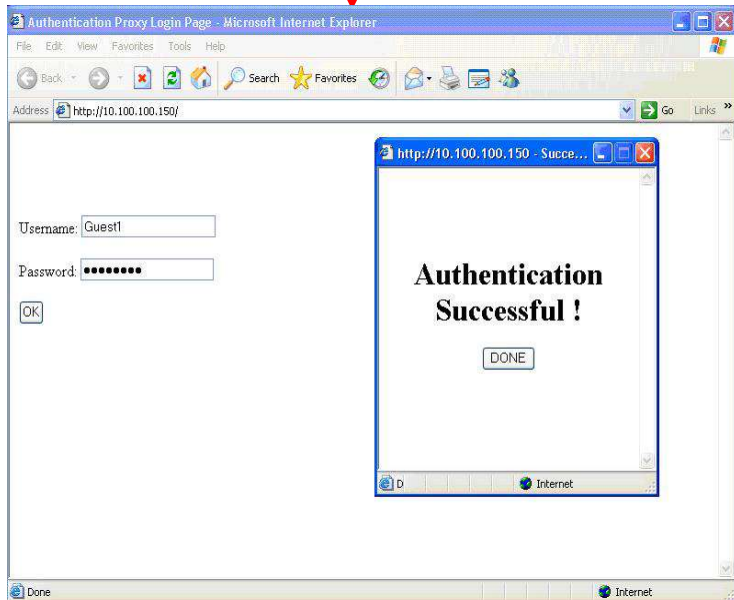 Authentication Proxy Login Page - Microsoft Internet Explorer
File Edit View Favorites Tools Help
Back Search Favorites
Address http://10.100.100.150/ Go Links »
http://10.100.100.150 - Succe...
Username: Guest1
Password: ••••••••
OK
Authentication
Successful !
DONE
D Internet
Done Internet